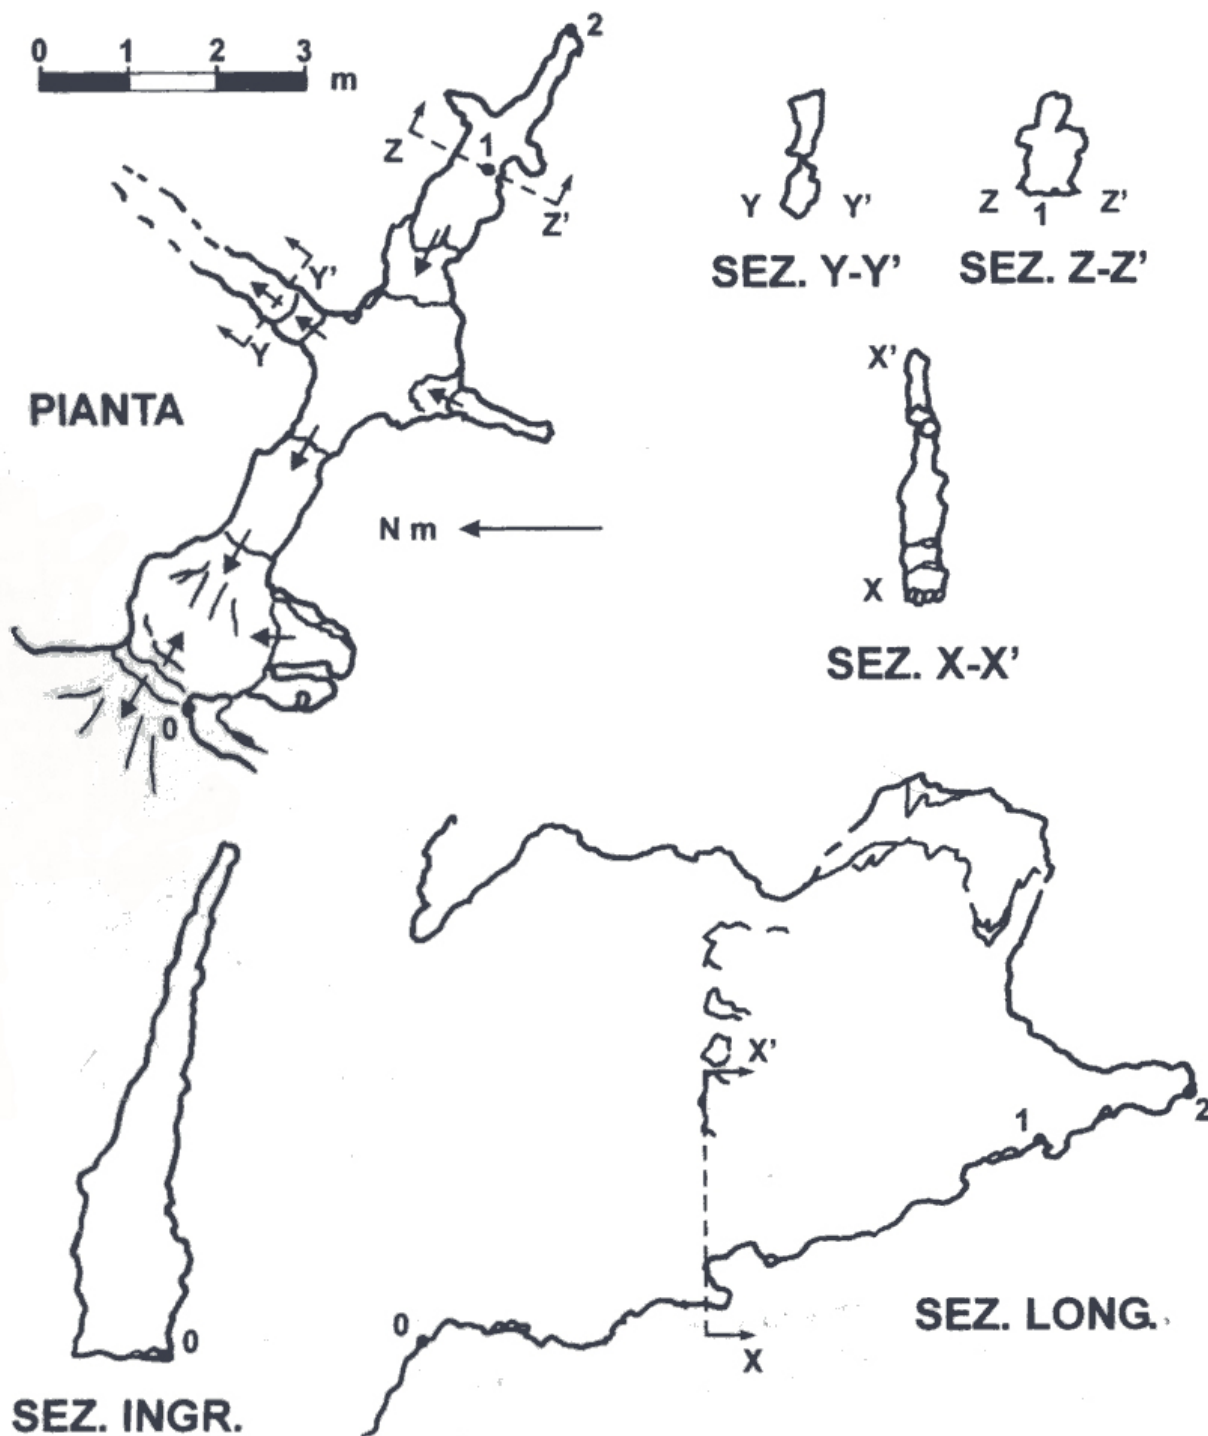 0 1 2 3 m
2
Z 1 Z'
Y Y'
SEZ. Y-Y'
Z 1 Z'
SEZ. Z-Z'
Y' Y
PIANTA
X'
X
SEZ. X-X'
N m
0
X'
1
2
0
X
SEZ. LONG.
0
SEZ. INGR.